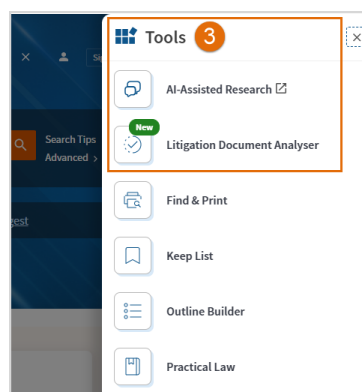 Tools 3
Si
AI-Assisted Research
New
Litigation Document Analyser
Search Tips
Advanced >
Find & Print
gest
Keep List
Outline Builder
Practical Law